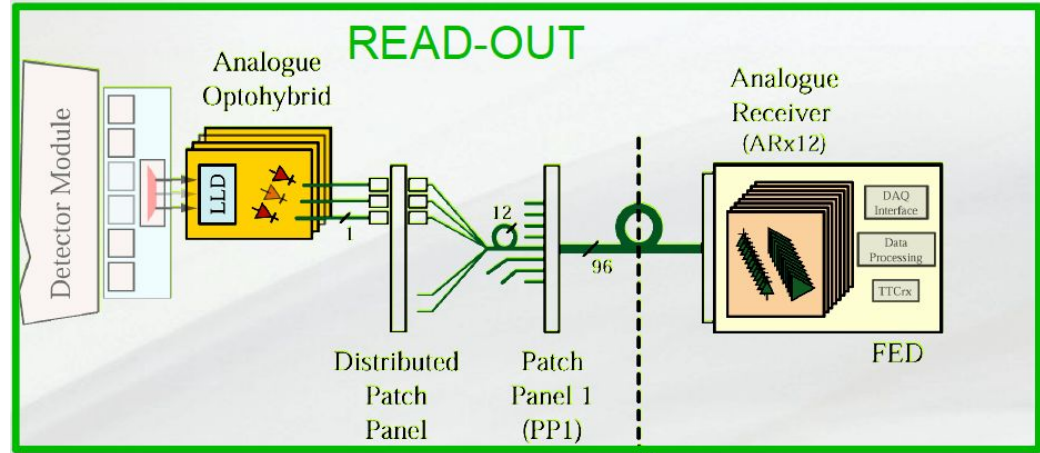 READ-OUT
Detector Module
Analogue
Optohybrid
LLD
1
12
96
Distributed
Patch
Panel
Patch
Panel 1
(PP1)
Analogue
Receiver
(ARx12)
DAQ
Interface
Data
Processing
TTCrx
FED